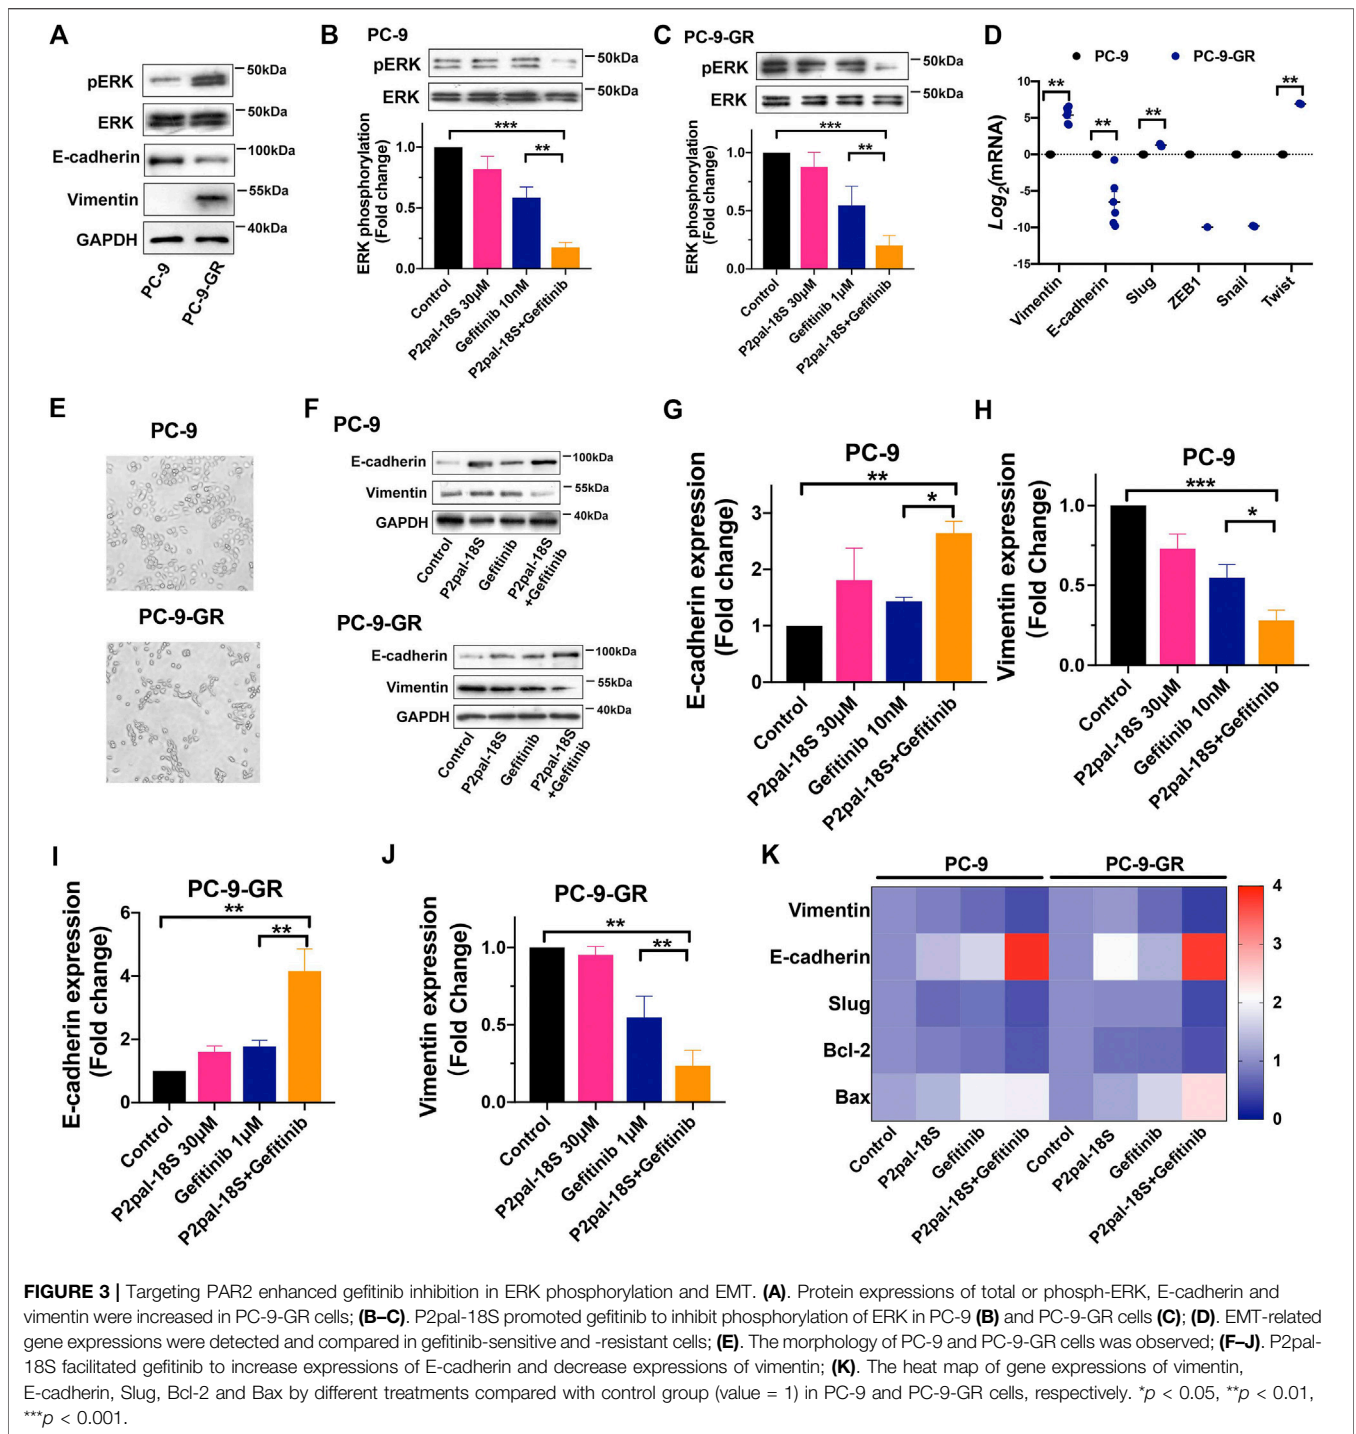 A
pERK
ERK
E-cadherin
Vimentin
GAPDH
50kDa
50kDa
100kDa
55kDa
40kDa
PC-9
PC-9-GR
B
PC-9
pERK
ERK
50kDa
50kDa
ERK phosphorylation
(Fold change)
1.0
0.5
0.0
***
**
Control
P2pal-18S 30μM
Gefitinib 10nM
P2pal-18S+Gefitinib
C
PC-9-GR
pERK
ERK
50kDa
50kDa
ERK phosphorylation
(Fold change)
1.0
0.5
0.0
***
**
Control
P2pal-18S 30μM
Gefitinib 1μM
P2pal-18S+Gefitinib
D
PC-9
PC-9-GR
Log2(mRNA)
10
5
0
-5
-10
-15
**
**
**
**
Vimentin
E-cadherin
Slug
ZEB1
Snail
Twist
E
PC-9
PC-9-GR
F
PC-9
E-cadherin
Vimentin
GAPDH
100kDa
55kDa
40kDa
Control
P2pal-18S
Gefitinib
P2pal-18S
+Gefitinib
PC-9-GR
E-cadherin
Vimentin
GAPDH
100kDa
55kDa
40kDa
Control
P2pal-18S
Gefitinib
P2pal-18S
+Gefitinib
G
PC-9
E-cadherin expression
(Fold change)
3
2
1
0
**
*
Control
P2pal-18S 30μM
Gefitinib 10nM
P2pal-18S+Gefitinib
H
PC-9
Vimentin expression
(Fold Change)
1.0
0.5
0.0
***
*
Control
P2pal-18S 30μM
Gefitinib 10nM
P2pal-18S+Gefitinib
I
PC-9-GR
E-cadherin expression
(Fold change)
6
4
2
0
**
**
Control
P2pal-18S 30μM
Gefitinib 1μM
P2pal-18S+Gefitinib
J
PC-9-GR
Vimentin expression
(Fold Change)
1.0
0.5
0.0
**
**
Control
P2pal-18S 30μM
Gefitinib 1μM
P2pal-18S+Gefitinib
K
PC-9
PC-9-GR
Vimentin
E-cadherin
Slug
Bcl-2
Bax
4
3
2
1
0
Control
P2pal-18S
Gefitinib
P2pal-18S+Gefitinib
Control
P2pal-18S
Gefitinib
P2pal-18S+Gefitinib
FIGURE 3 | Targeting PAR2 enhanced gefitinib inhibition in ERK phosphorylation and EMT. (A). Protein expressions of total or phosph-ERK, E-cadherin and
vimentin were increased in PC-9-GR cells; (B–C). P2pal-18S promoted gefitinib to inhibit phosphorylation of ERK in PC-9 (B) and PC-9-GR cells (C); (D). EMT-related
gene expressions were detected and compared in gefitinib-sensitive and -resistant cells; (E). The morphology of PC-9 and PC-9-GR cells was observed; (F–J). P2pal-
18S facilitated gefitinib to increase expressions of E-cadherin and decrease expressions of vimentin; (K). The heat map of gene expressions of vimentin,
E-cadherin, Slug, Bcl-2 and Bax by different treatments compared with control group (value = 1) in PC-9 and PC-9-GR cells, respectively. *p < 0.05, **p < 0.01,
***p < 0.001.